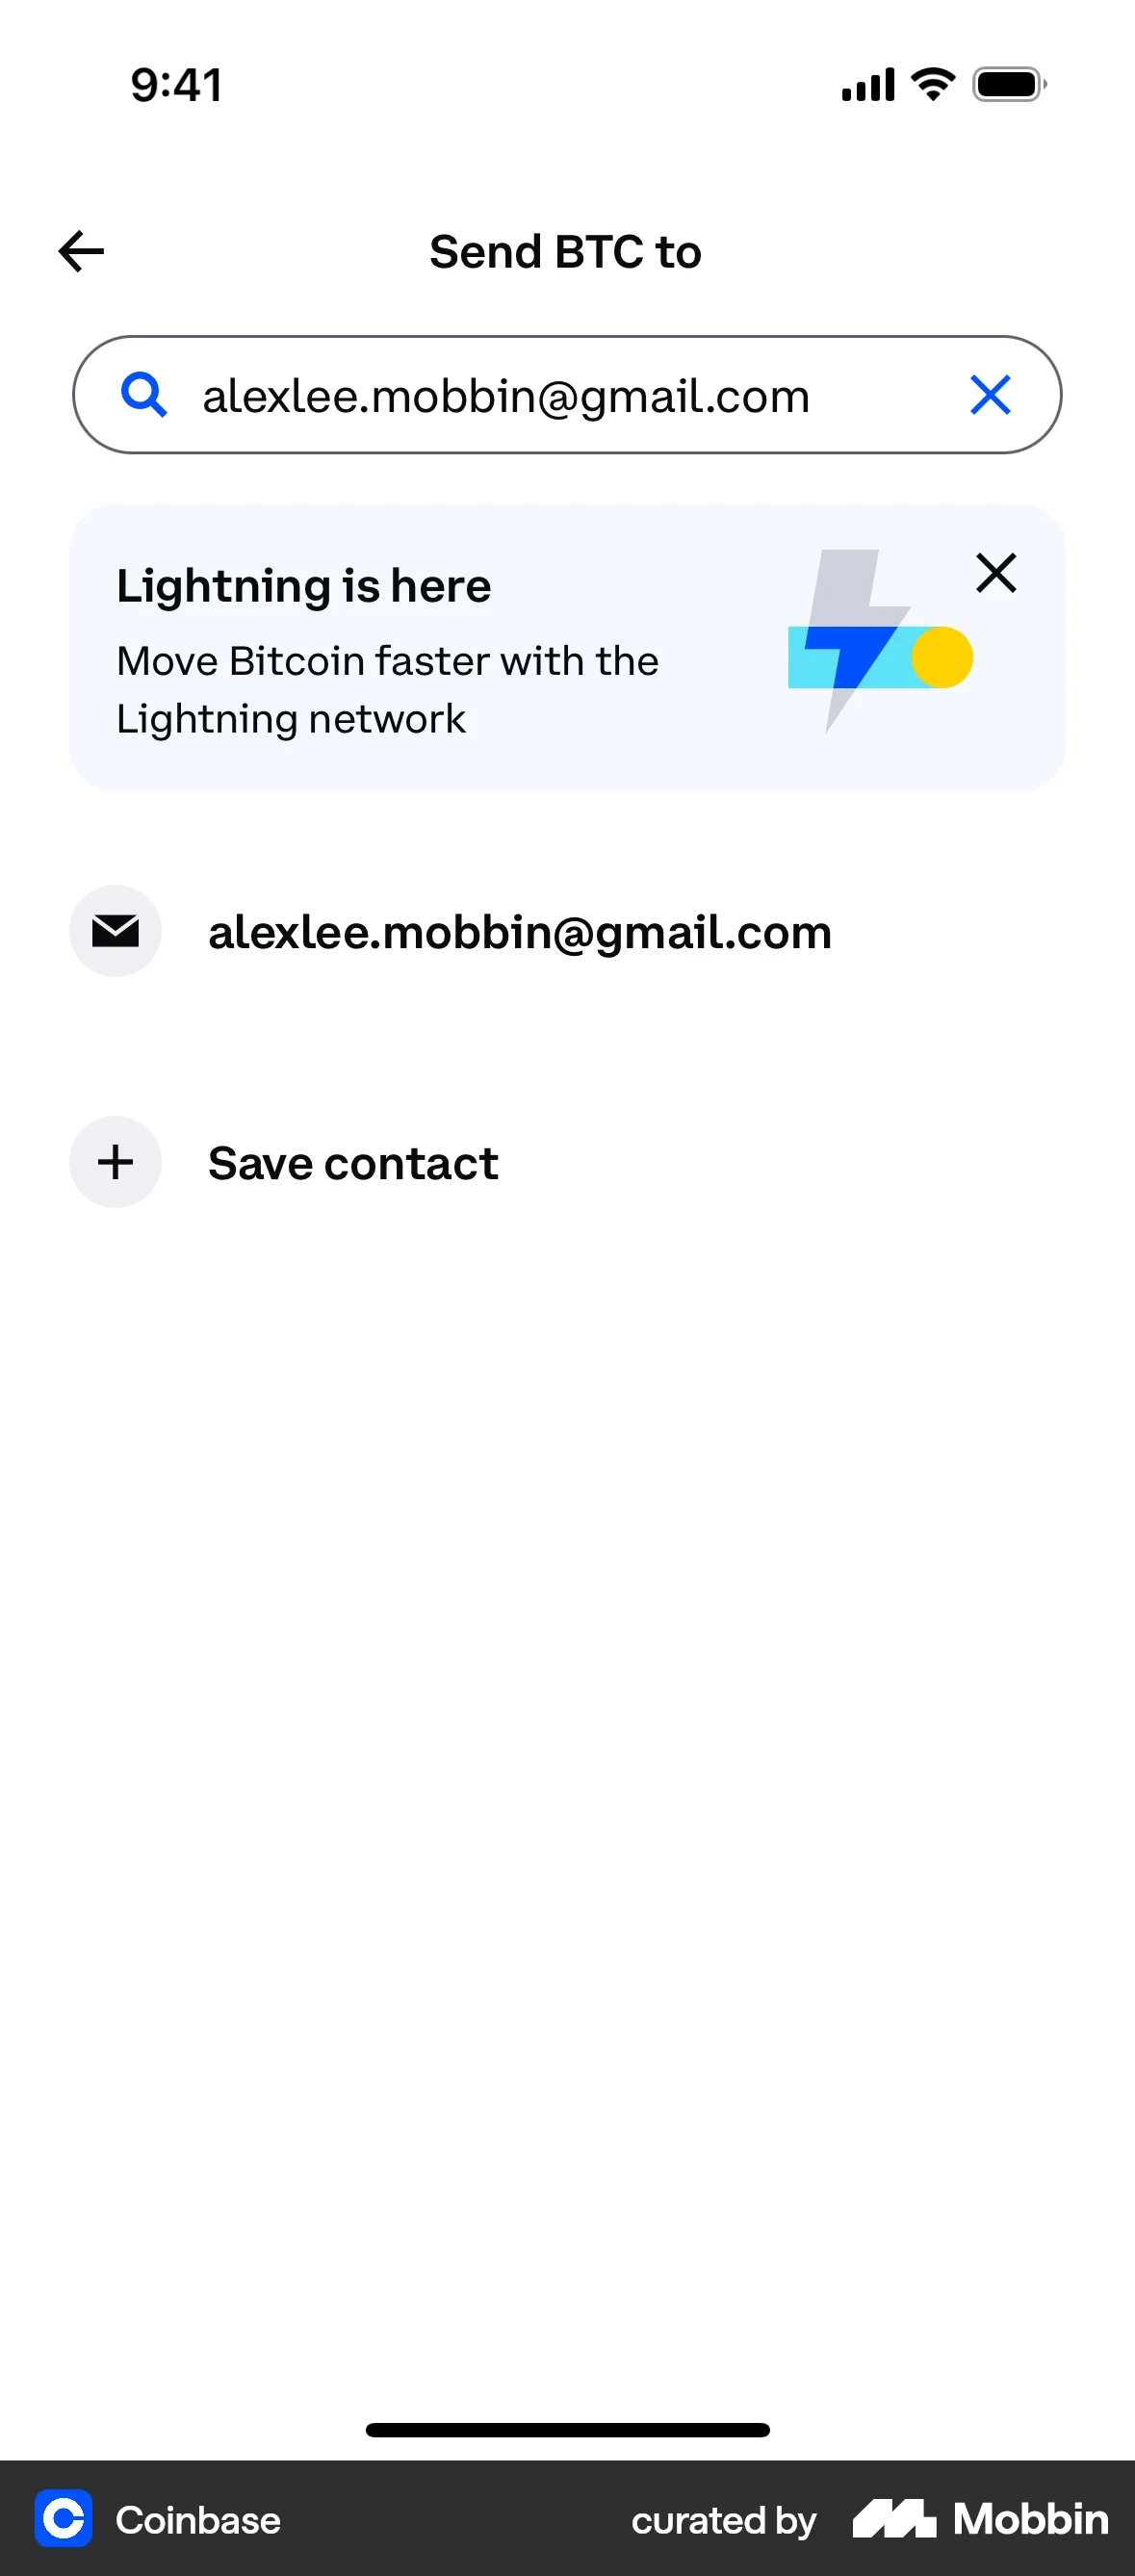 9:41
Send BTC to
alexlee.mobbin@gmail.com
Lightning is here
Move Bitcoin faster with the
Lightning network
alexlee.mobbin@gmail.com
Save contact
Coinbase
curated by Mobbin